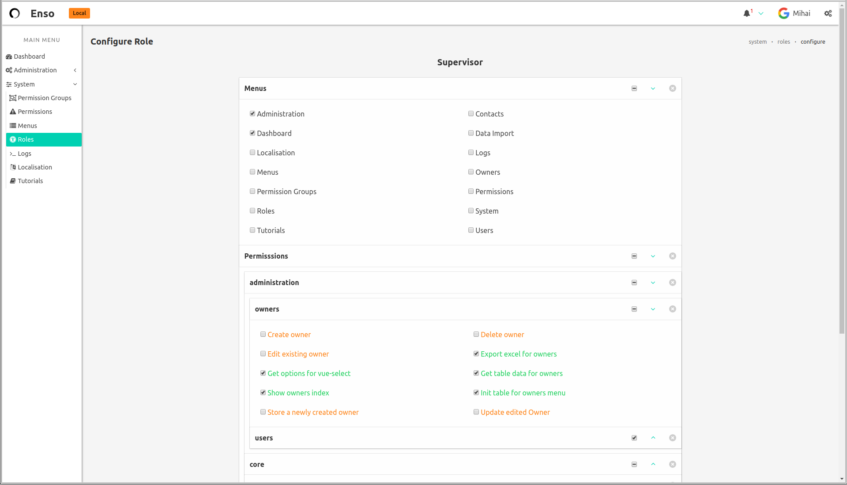 Enso Local 1 Mihai
MAIN MENU
Configure Role
system - roles - configure
Dashboard
Administration
System
Permission Groups
Permissions
Menus
Roles
Logs
Localisation
Tutorials
Supervisor
Menus
Administration Contacts
Dashboard Data Import
Localisation Logs
Menus Owners
Permission Groups Permissions
Roles System
Tutorials Users
Permisssions
administration
owners
Create owner Delete owner
Edit existing owner Export excel for owners
Get options for vue-select Get table data for owners
Show owners index Init table for owners menu
Store a newly created owner Update edited Owner
users
core